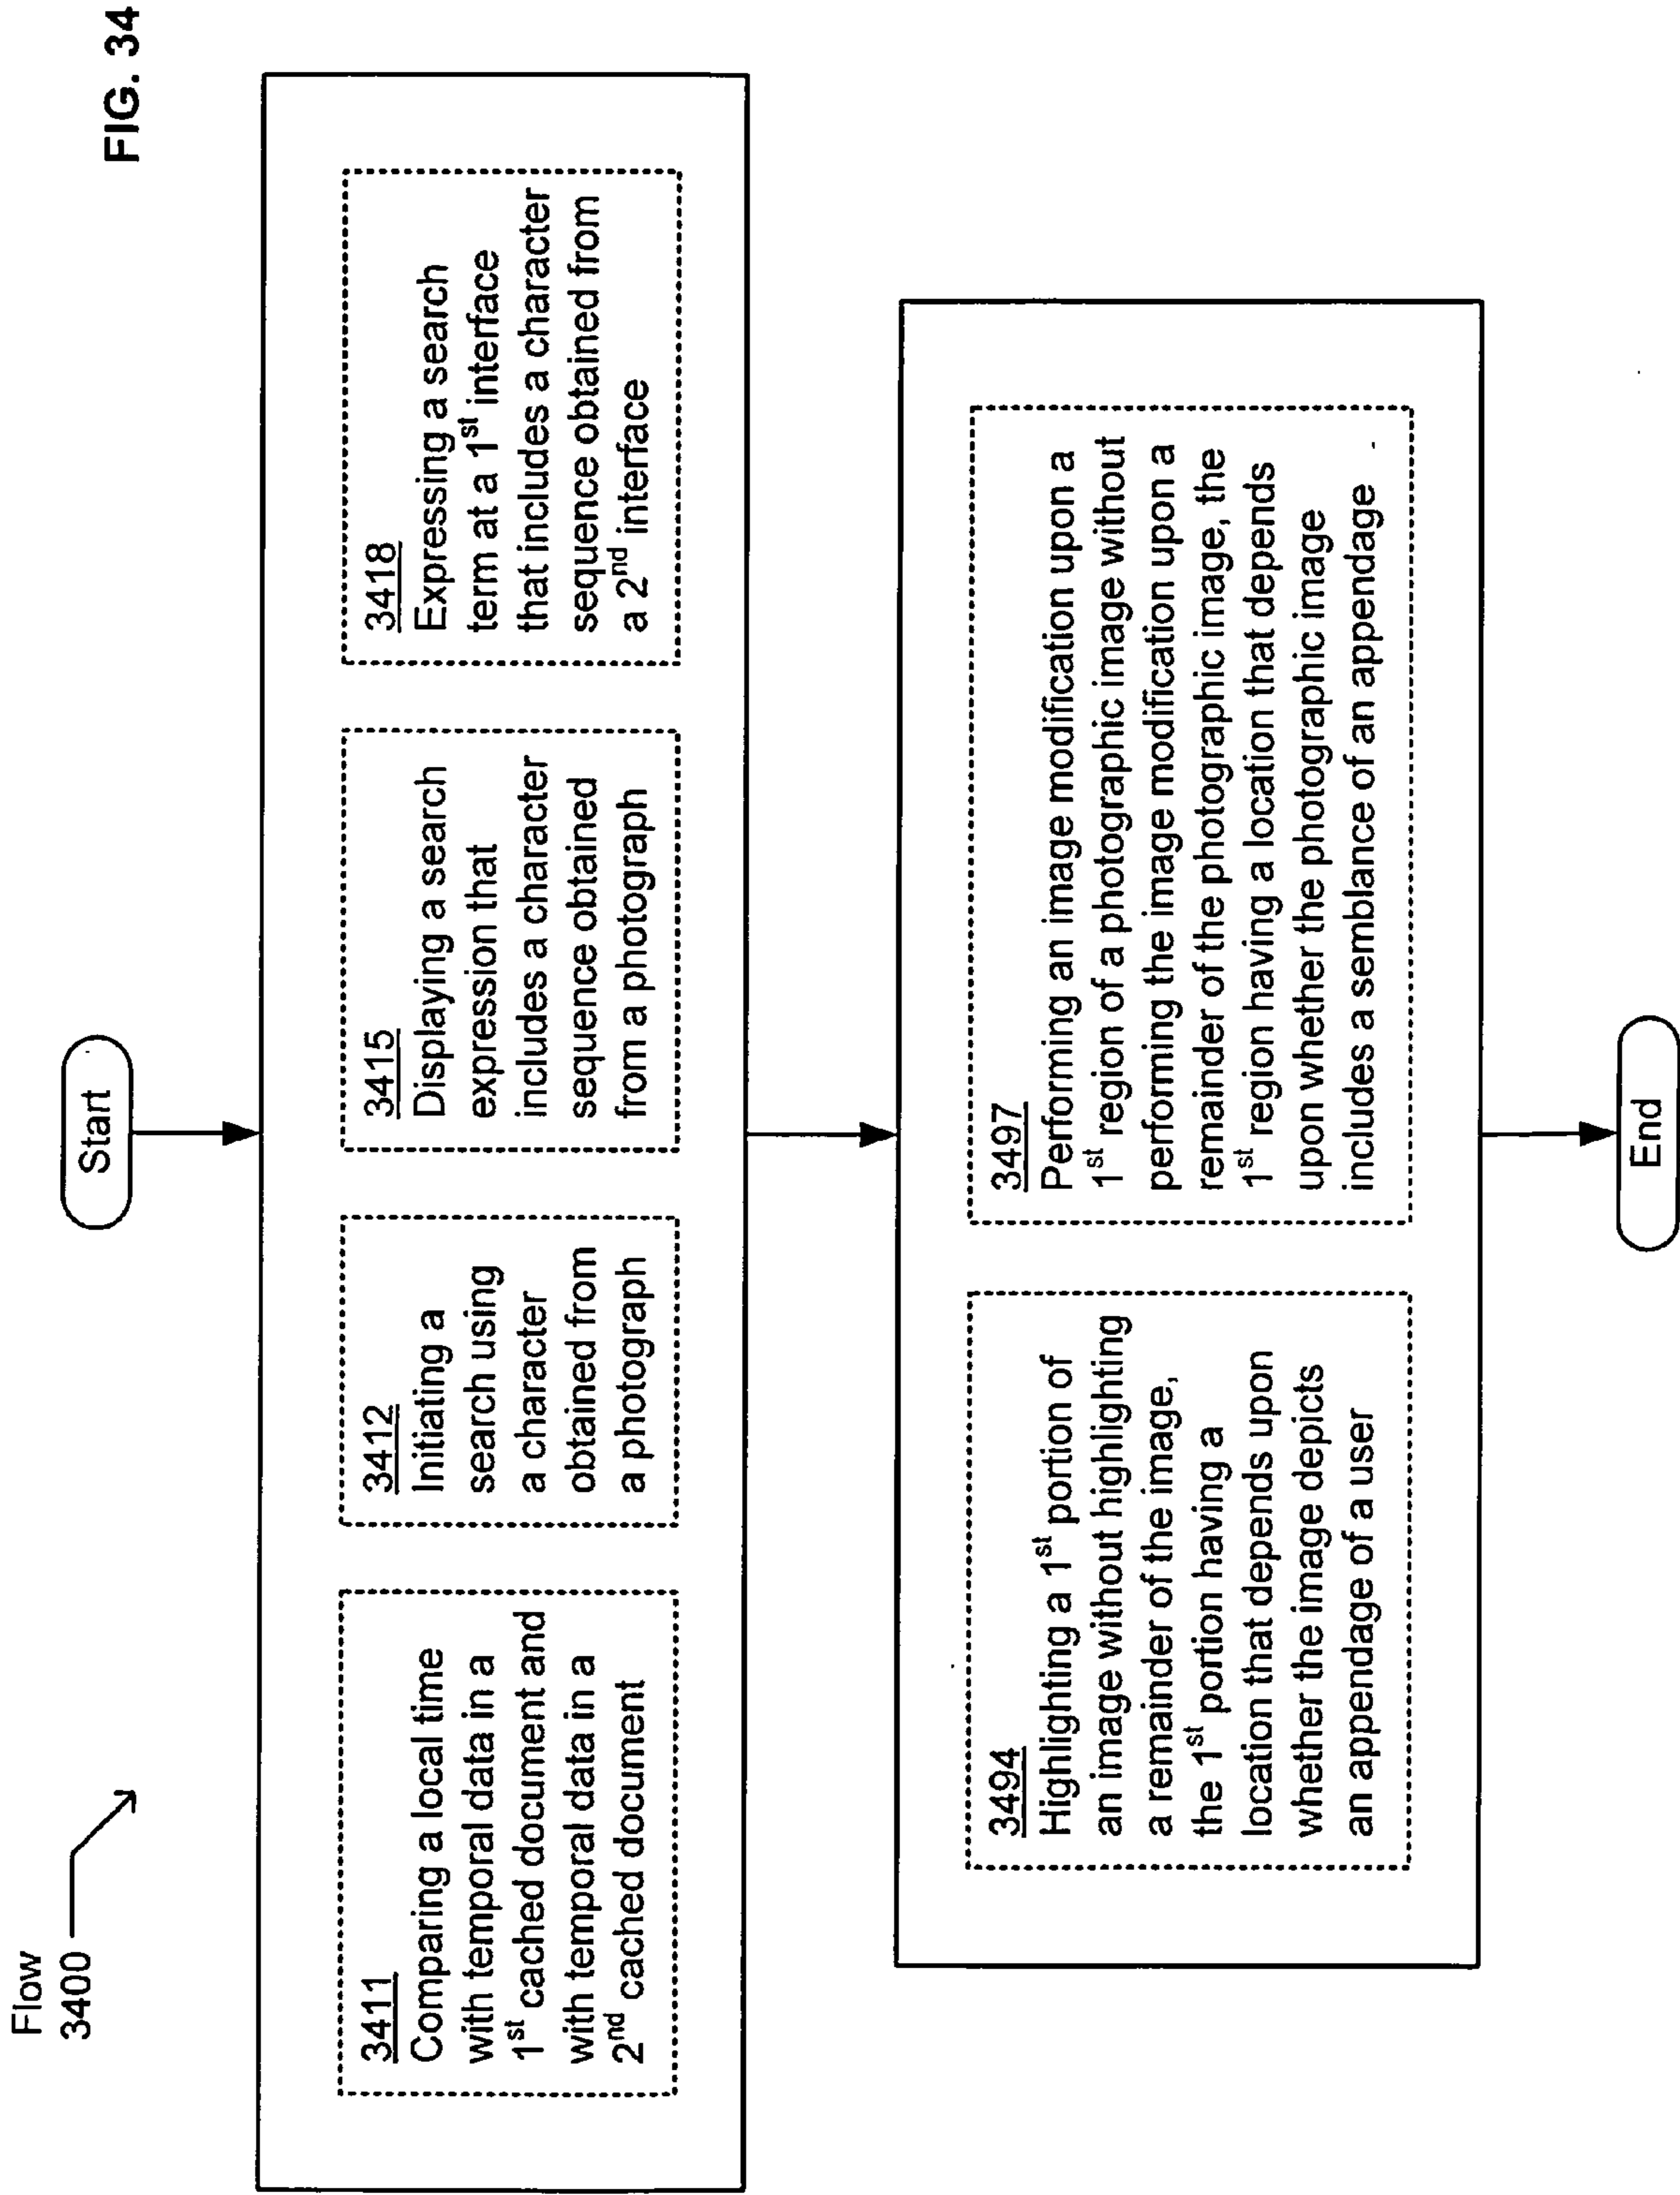 FIG. 34
Flow
3400
Start
3411
Comparing a local time
with temporal data in a
1st cached document and
with temporal data in a
2nd cached document
3412
Initiating a
search using
a character
obtained from
a photograph
3415
Displaying a search
expression that
includes a character
sequence obtained
from a photograph
3418
Expressing a search
term at a 1st interface
that includes a character
sequence obtained from
a 2nd interface
3494
Highlighting a 1st portion of
an image without highlighting
a remainder of the image,
the 1st portion having a
location that depends upon
whether the image depicts
an appendage of a user
3497
Performing an image modification upon a
1st region of a photographic image without
performing the image modification upon a
remainder of the photographic image, the
1st region having a location that depends
upon whether the photographic image
includes a semblance of an appendage
End